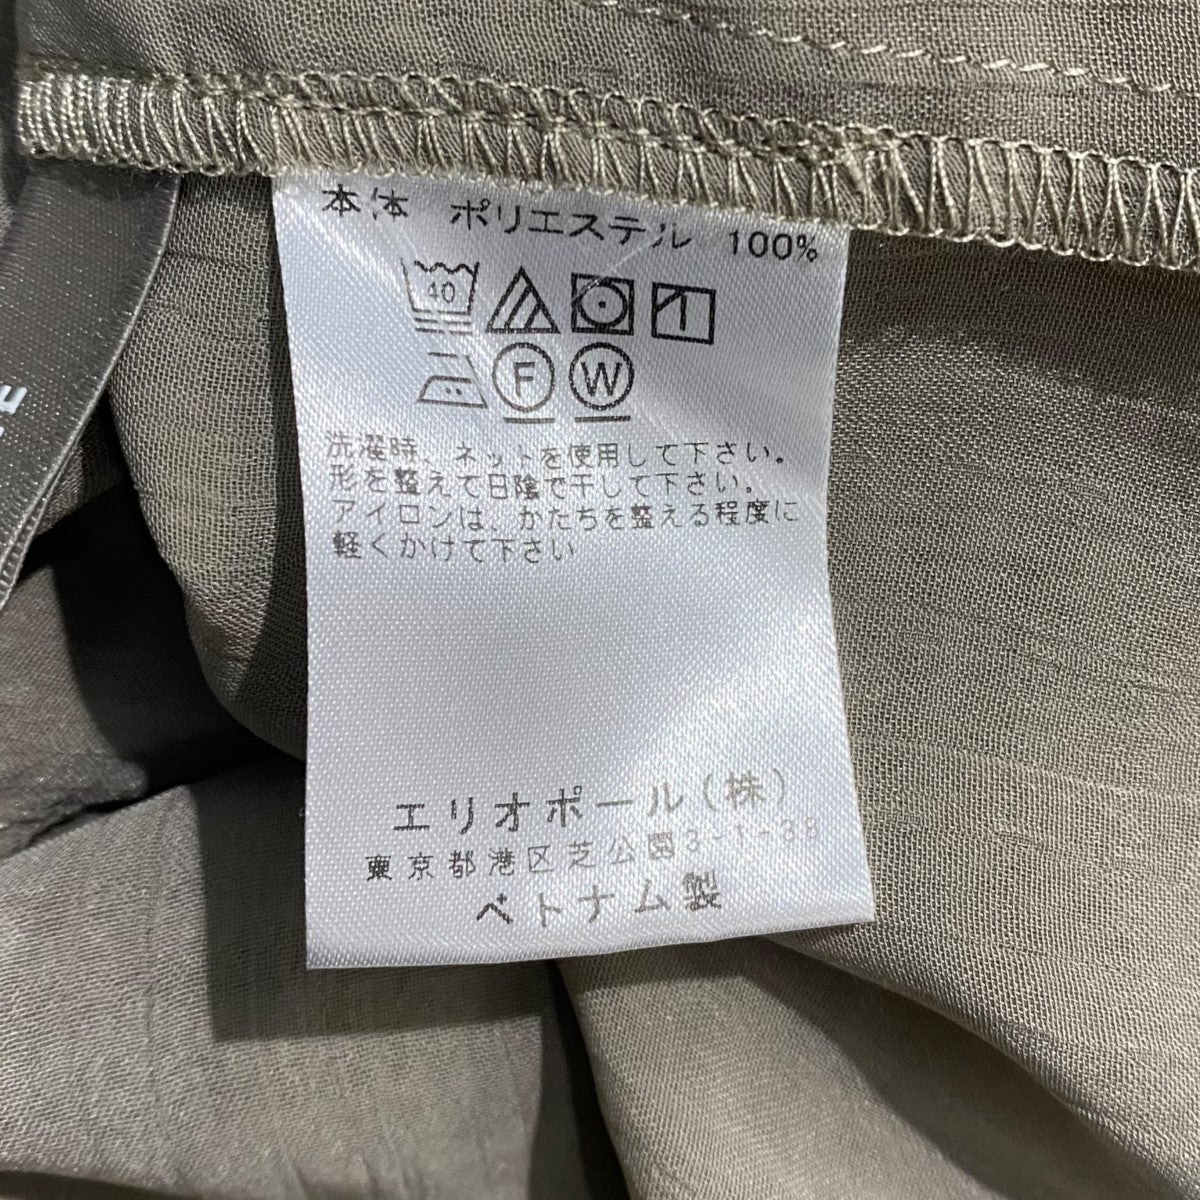 本体 ポリエステル 100%
40
F W
洗濯時、ネットを使用して下さい。
形を整えて日陰で干して下さい。
アイロンは、かたちを整える程度に
軽くかけて下さい
エリオポール(株)
東京都港区芝公園3-1-38
ベトナム製